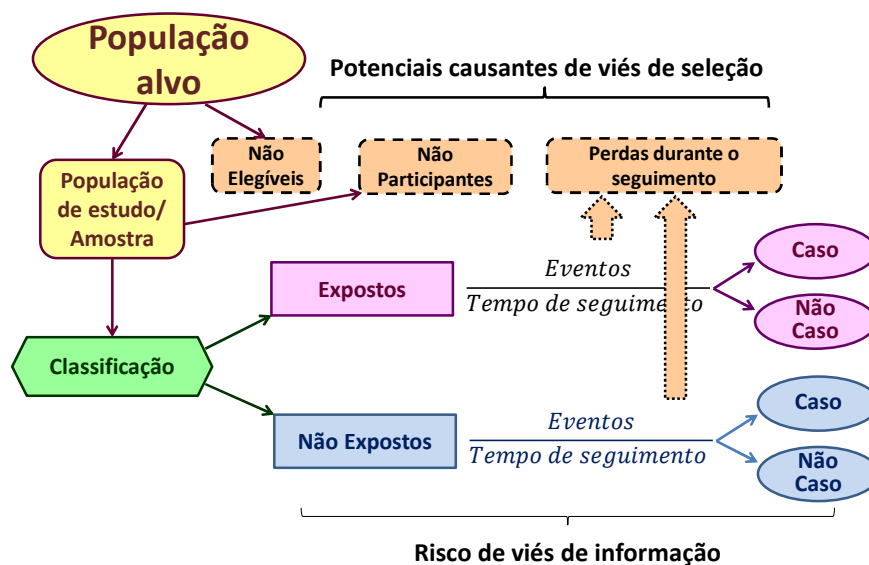 População
alvo
Potenciais causantes de viés de seleção
Não
Elegíveis
Não
Participantes
Perdas durante o
seguimento
População
de estudo/
Amostra
Expostos
Eventos
Tempo de seguimento
Caso
Não
Caso
Classificação
Não Expostos
Eventos
Tempo de seguimento
Caso
Não
Caso
Risco de viés de informação